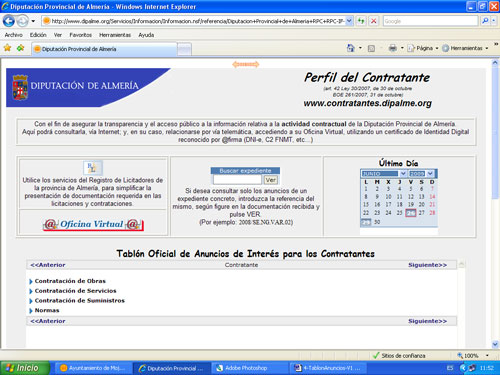 Diputación Provincial de Almería - Windows Internet Explorer
http://www.dipalme.org/Servicios/Informacion/Informacion.nsf/referencia/Diputacion+Provincial+de+Almeria+RPC+RPC-IF
Google
Archivo Edición Ver Favoritos Herramientas Ayuda
Diputación Provincial de Almería
Página Herramientas
DIPUTACIÓN DE ALMERÍA
Perfil del Contratante
(art. 42 Ley 30/2007, de 30 de octubre
BOE 261/2007, 31 de octubre)
www.contratantes.dipalme.org
Con el fin de asegurar la transparencia y el acceso público a la información relativa a la actividad contractual de la Diputación Provincial de Almería.
Aquí podrá consultarla, vía Internet; y, en su caso, relacionarse por vía telemática, accediendo a su Oficina Virtual, utilizando un certificado de Identidad Digital
reconocido por @firma (DNI-e, C2 FNMT, etc...)
Utilice los servicios del Registro de Licitadores de
la provincia de Almería, para simplificar la
presentación de documentación requerida en las
licitaciones y contrataciones.
@ Oficina Virtual @
Buscar expediente
Ver
Si desea consultar solo los anuncios de un
expediente concreto, introduzca la referencia del
mismo, según figure en la documentación recibida y
pulse VER.
(Por ejemplo: 2008/SE.NG.VAR.02)
Último Día
JUNIO 2009
L M X J V S D
1 2 3 4 5 6 7
8 9 10 11 12 13 14
15 16 17 18 19 20 21
22 23 24 25 26 27 28
29 30
Tablón Oficial de Anuncios de Interés para los Contratantes
<<Anterior Contratante Siguiente>>
Contratación de Obras
Contratación de Servicios
Contratación de Suministros
Normas
<<Anterior Siguiente>>
Sitios de confianza 100%
Inicio Ayuntamiento de Moj... Diputación Provincial ... Adobe Photoshop 4-TablonAnuncios-V1 ... ES 11:52